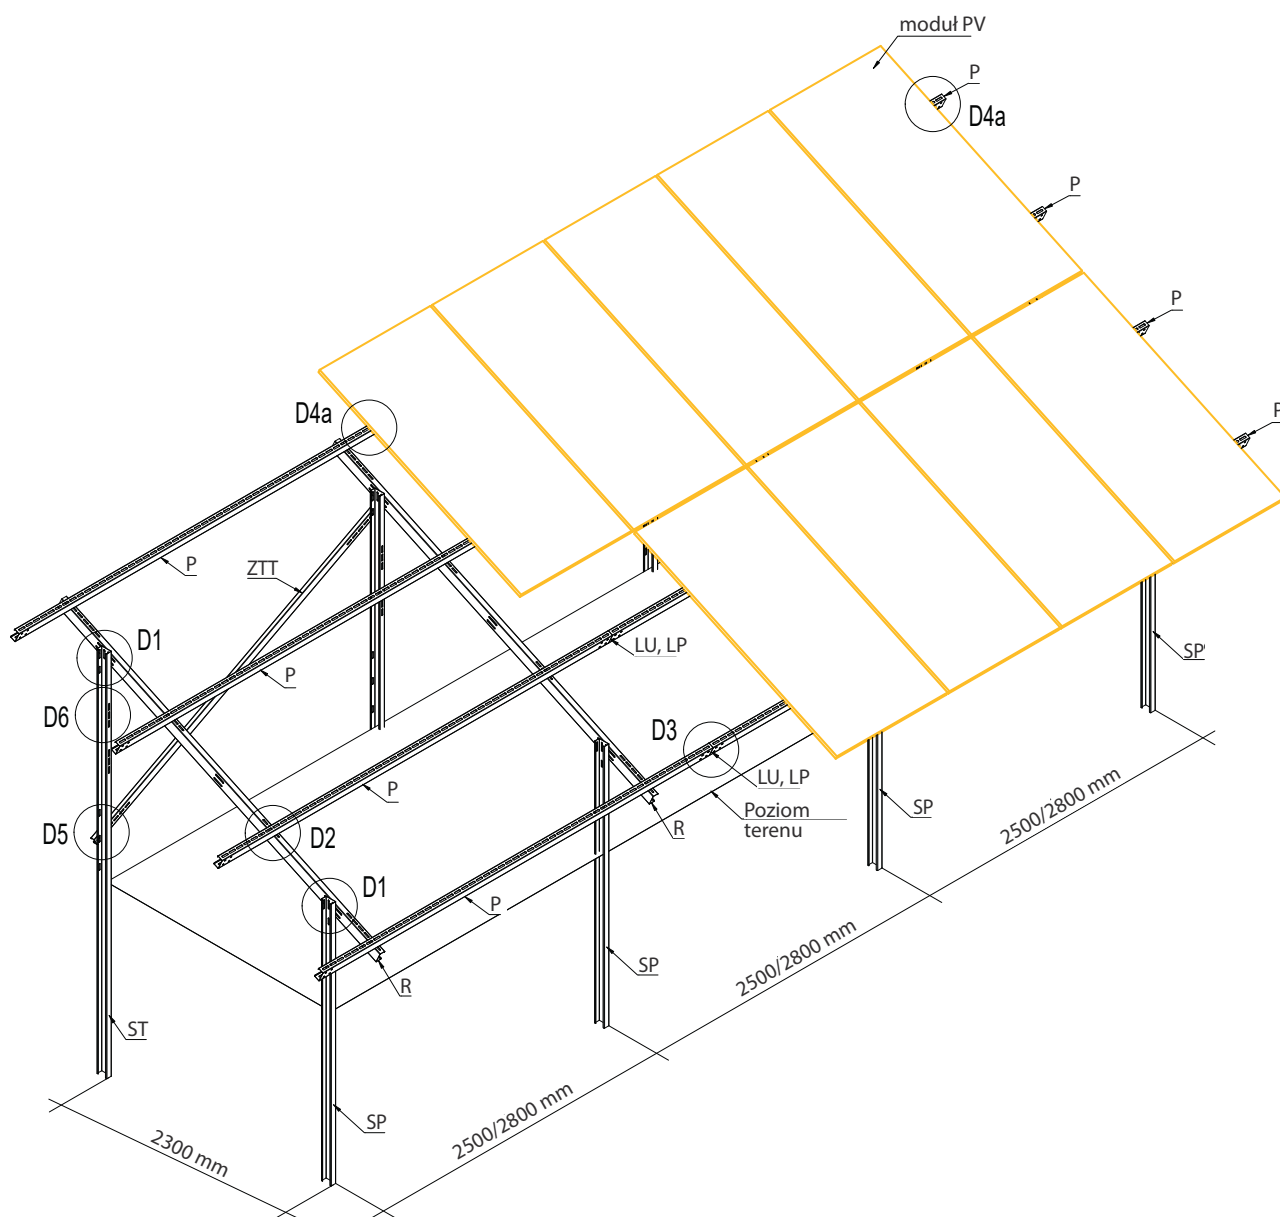 moduł PV
P
D4a
P
P
P
D4a
P
ZTT
D1
LU, LP
P
SP'
D6
D3
LU, LP
P
2500/2800 mm
D5
D2
R
Poziom
terenu
SP
D1
P
2500/2800 mm
SP
R
ST
2500/2800 mm
SP
2300 mm